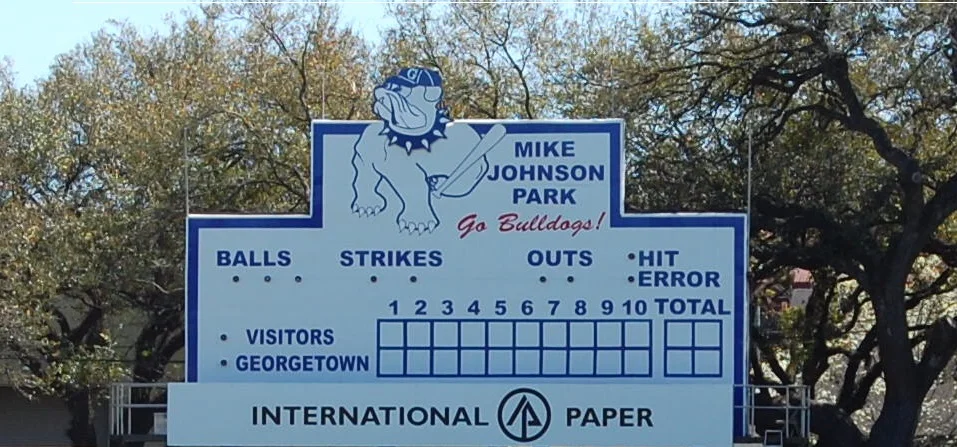 G
MIKE
JOHNSON
PARK
Go Bulldogs!
BALLS STRIKES OUTS HIT
ERROR
1 2 3 4 5 6 7 8 9 10 TOTAL
VISITORS
GEORGETOWN
INTERNATIONAL PAPER